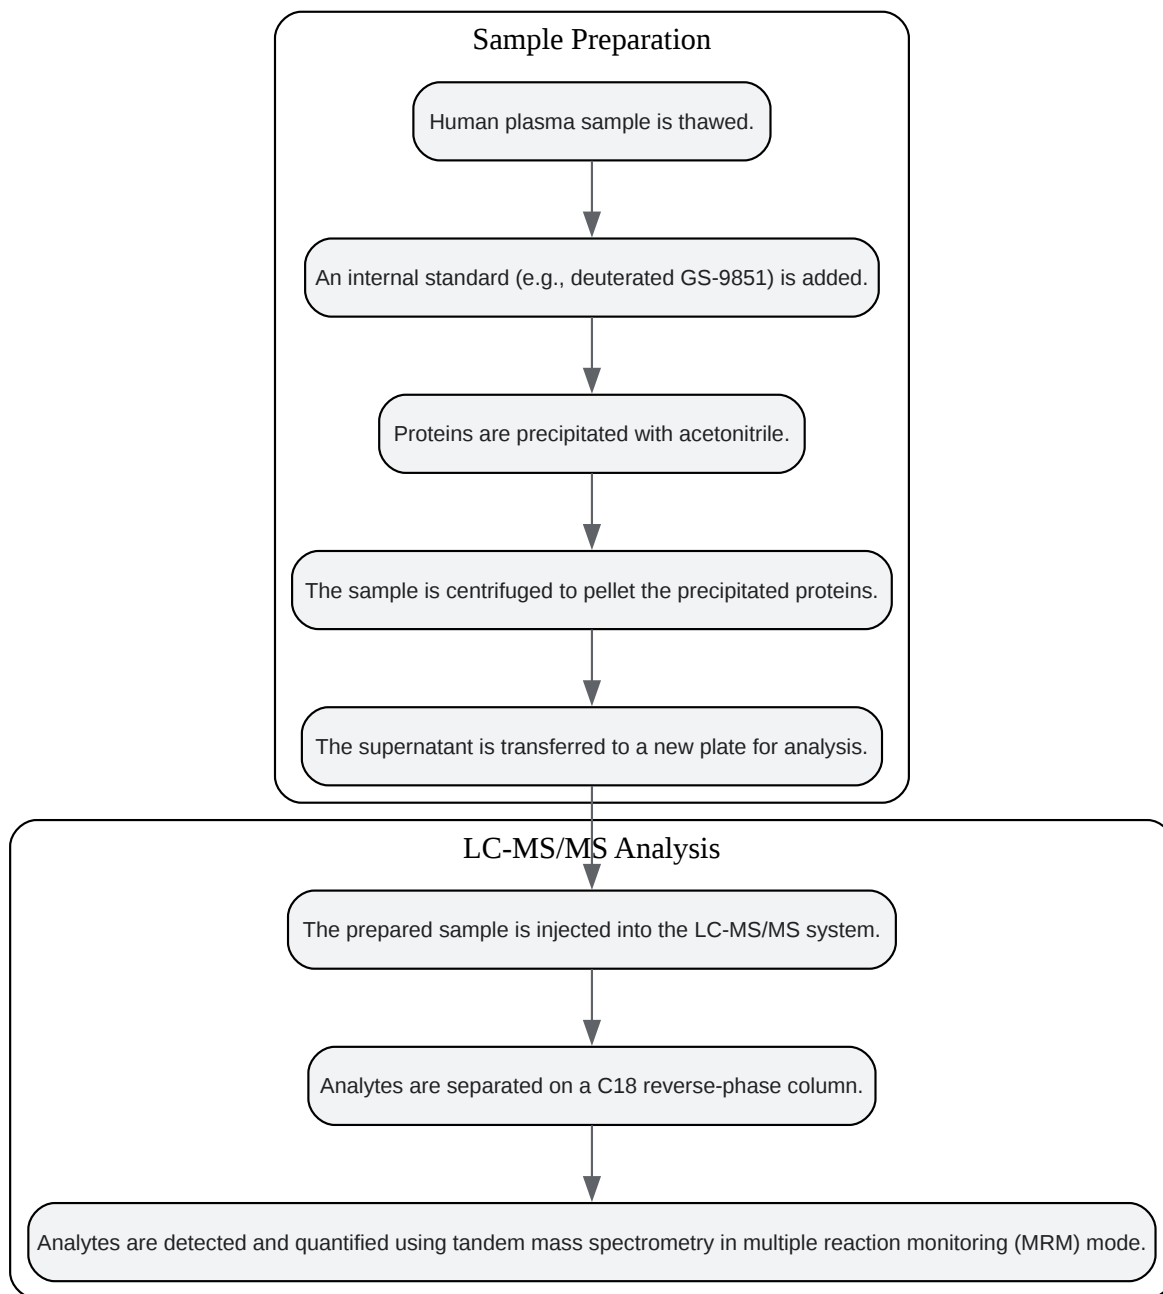 Sample Preparation
Human plasma sample is thawed.
An internal standard (e.g., deuterated GS-9851) is added.
Proteins are precipitated with acetonitrile.
The sample is centrifuged to pellet the precipitated proteins.
The supernatant is transferred to a new plate for analysis.
LC-MS/MS Analysis
The prepared sample is injected into the LC-MS/MS system.
Analytes are separated on a C18 reverse-phase column.
Analytes are detected and quantified using tandem mass spectrometry in multiple reaction monitoring (MRM) mode.